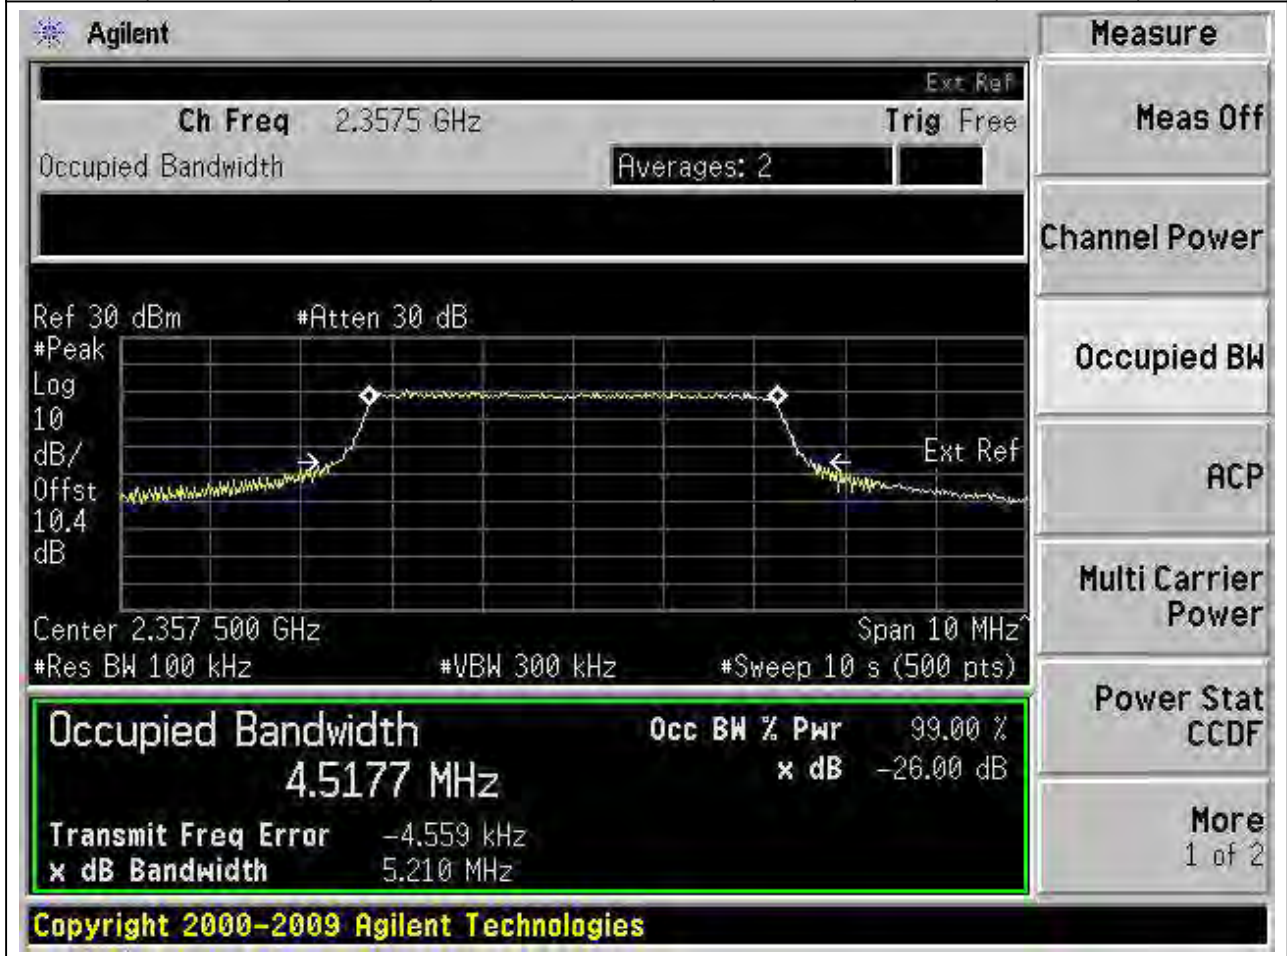 Agilent
Measure
Ext Ref
Ch Freq 2.3575 GHz Trig Free
Meas Off
Occupied Bandwidth Averages: 2
Channel Power
Ref 30 dBm #Atten 30 dB
#Peak
Log
10
dB/
Offst
10.4
dB
Ext Ref
Occupied BW
ACP
Center 2.357 500 GHz Span 10 MHz^
#Res BW 100 kHz #VBW 300 kHz #Sweep 10 s (500 pts)
Multi Carrier
Power
Occupied Bandwidth Occ BW % Pwr 99.00 %
4.5177 MHz x dB -26.00 dB
Transmit Freq Error -4.559 kHz
x dB Bandwidth 5.210 MHz
Power Stat
CCDF
More
1 of 2
Copyright 2000-2009 Agilent Technologies